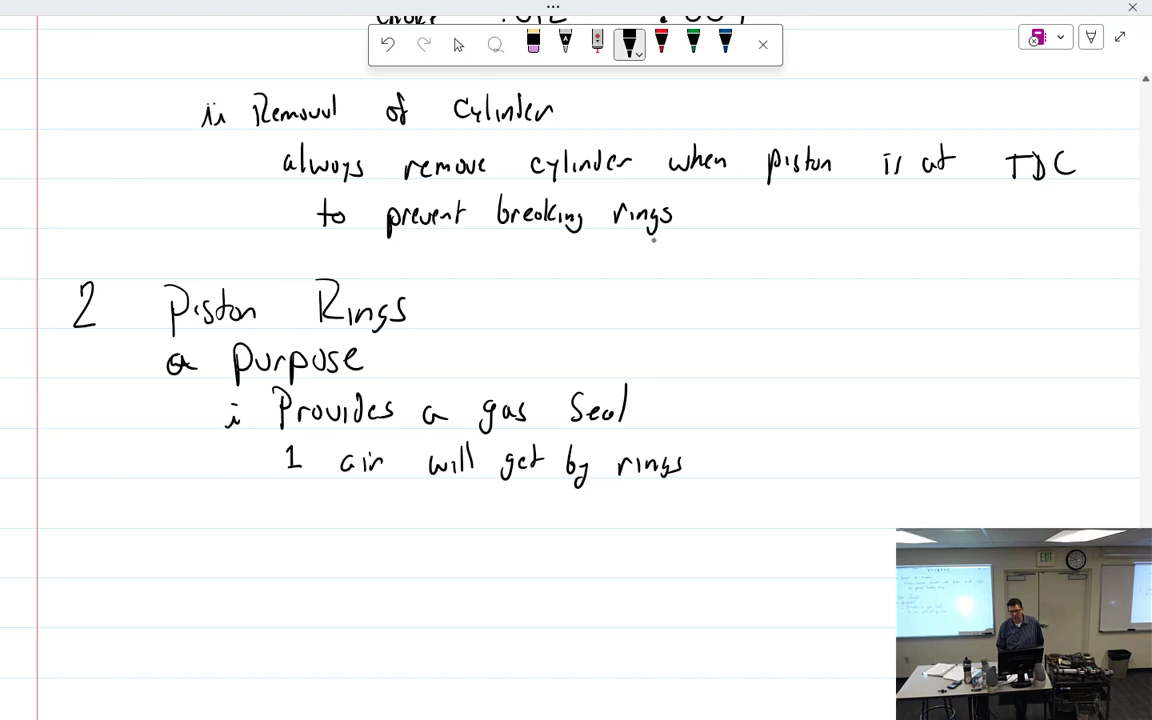 ii Removal of Cylinder
always remove cylinder when piston is at TDC
to prevent breaking rings
2 Piston Rings
a Purpose
i Provides a gas Seal
1 air will get by rings
EXIT